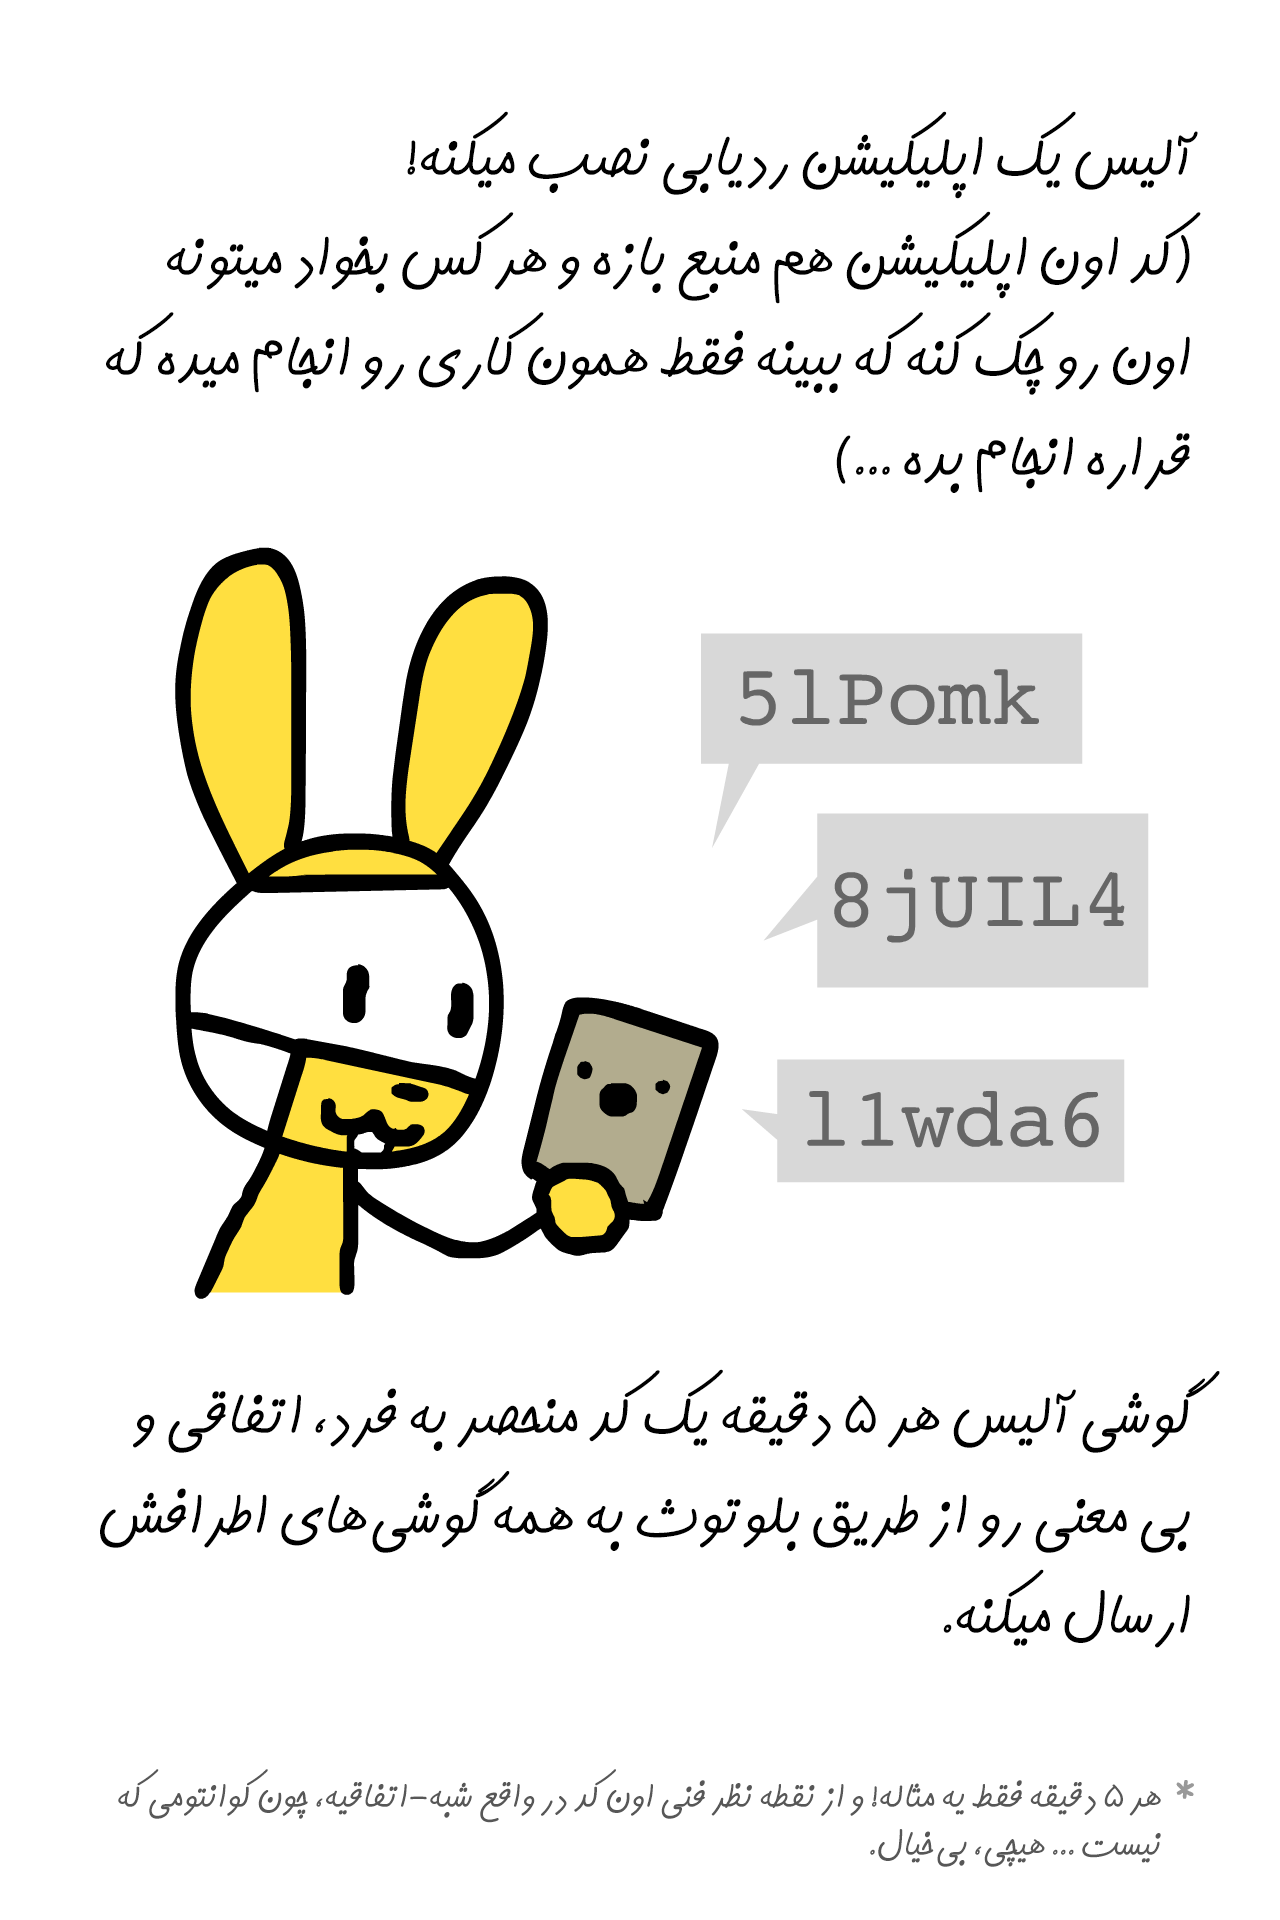 آلیس یک اپلیکیشن ردیابی نصب میکنه!
(کد اون اپلیکیشن هم منبع بازه و هر کس بخواد میتونه
اون رو چک کنه که ببینه فقط همون کاری رو انجام میده که
قراره انجام بده ...)
5lPomk
8jUIL4
l1wda6
گوشی آلیس هر ۵ دقیقه یک کد منحصر به فرد، اتفاقی و
بی معنی رو از طریق بلوتوث به همه گوشی‌های اطرافش
ارسال میکنه.
* هر ۵ دقیقه فقط یه مثاله! و از نقطه نظر فنی اون کد در واقع شبه-اتفاقیه، چون کوانتومی که
نیست ... هیچی، بی‌خیال.